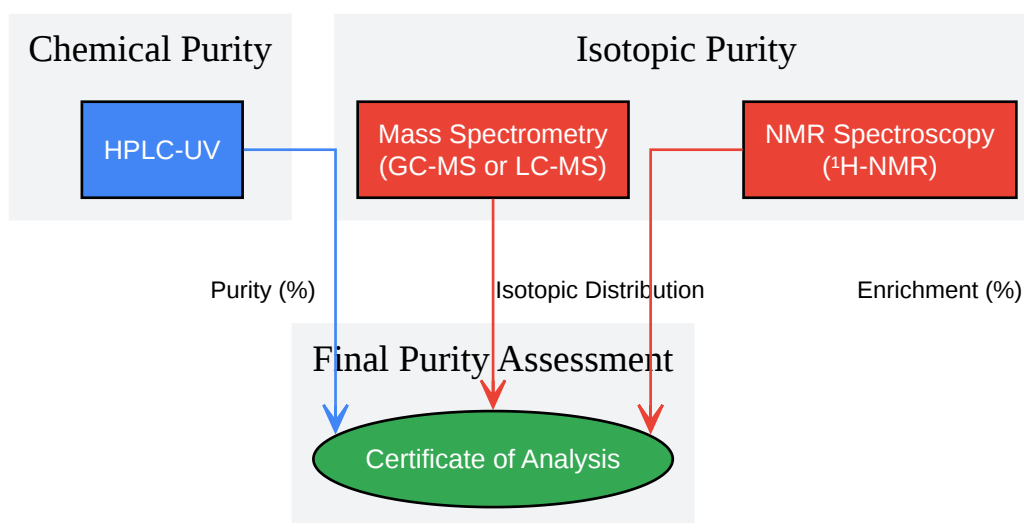 Chemical Purity
Isotopic Purity
HPLC-UV
Mass Spectrometry
(GC-MS or LC-MS)
NMR Spectroscopy
(¹H-NMR)
Purity (%)
Isotopic Distribution
Enrichment (%)
Final Purity Assessment
Certificate of Analysis